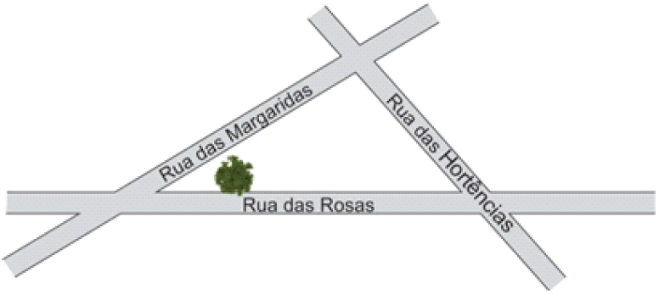 Rua das Margaridas
Rua das Hortências
Rua das Rosas